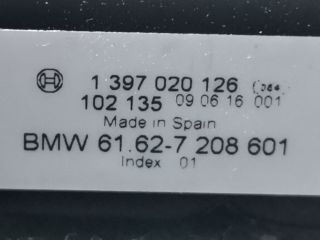 1 397 020 126
102 135 09 06 16 001
Made in Spain
BMW 61.62-7 208 601
Index 01